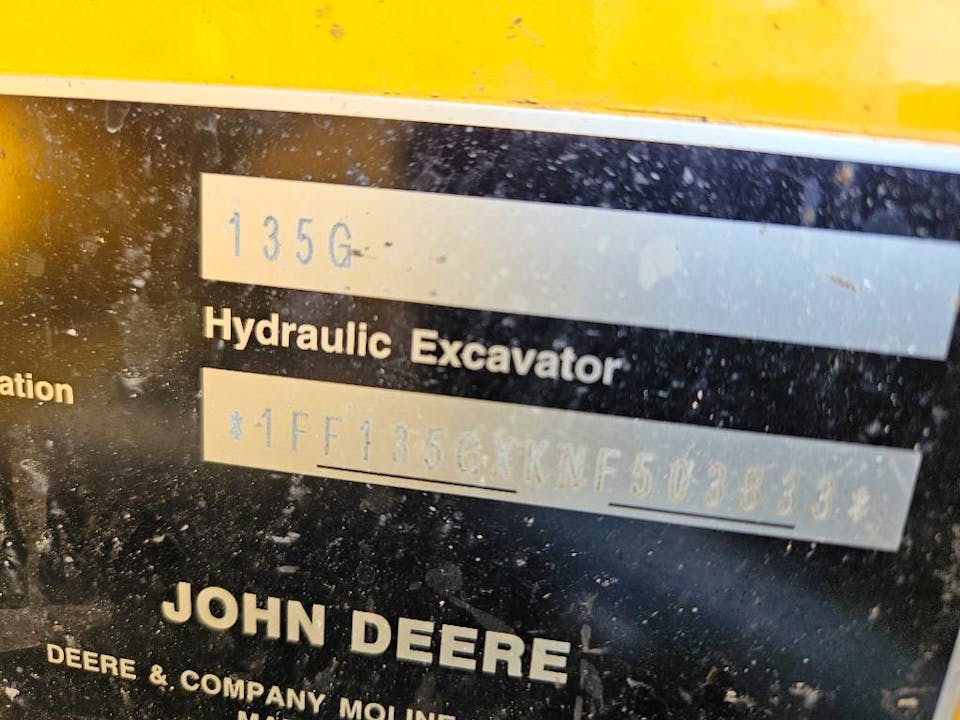 135G
Hydraulic Excavator
ation
*1FF135GXKNF503833*
JOHN DEERE
DEERE & COMPANY MOLINE